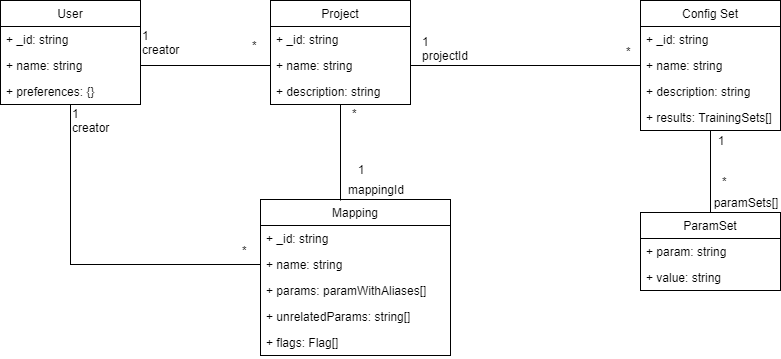 User
+ _id: string
+ name: string
+ preferences: {}
1
creator
*
Project
+ _id: string
+ name: string
+ description: string
1
projectId
*
Config Set
+ _id: string
+ name: string
+ description: string
+ results: TrainingSets[]
1
creator
*
*
1
mappingId
Mapping
+ _id: string
+ name: string
+ params: paramWithAliases[]
+ unrelatedParams: string[]
+ flags: Flag[]
1
*
paramSets[]
ParamSet
+ param: string
+ value: string